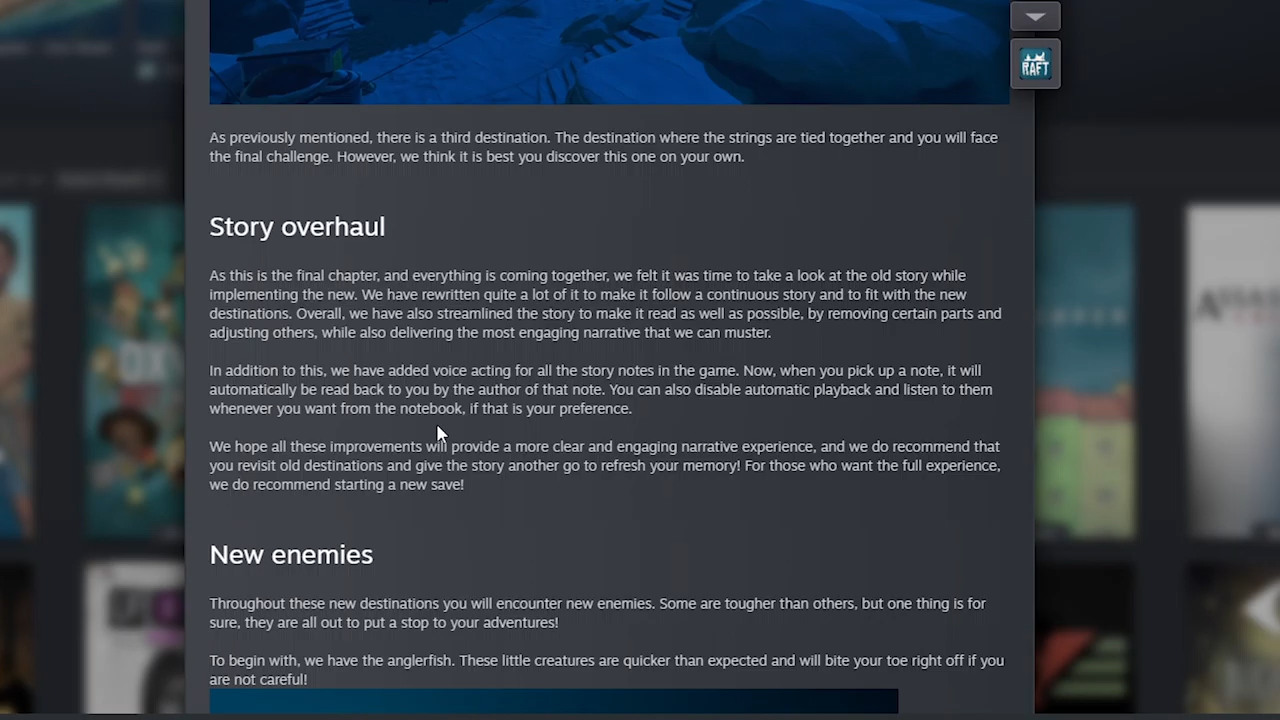 RAFT
As previously mentioned, there is a third destination. The destination where the strings are tied together and you will face
the final challenge. However, we think it is best you discover this one on your own.
Story overhaul
As this is the final chapter, and everything is coming together, we felt it was time to take a look at the old story while
implementing the new. We have rewritten quite a lot of it to make it follow a continuous story and to fit with the new
destinations. Overall, we have also streamlined the story to make it read as well as possible, by removing certain parts and
adjusting others, while also delivering the most engaging narrative that we can muster.
In addition to this, we have added voice acting for all the story notes in the game. Now, when you pick up a note, it will
automatically be read back to you by the author of that note. You can also disable automatic playback and listen to them
whenever you want from the notebook, if that is your preference.
We hope all these improvements will provide a more clear and engaging narrative experience, and we do recommend that
you revisit old destinations and give the story another go to refresh your memory! For those who want the full experience,
we do recommend starting a new save!
New enemies
Throughout these new destinations you will encounter new enemies. Some are tougher than others, but one thing is for
sure, they are all out to put a stop to your adventures!
To begin with, we have the anglerfish. These little creatures are quicker than expected and will bite your toe right off if you
are not careful!